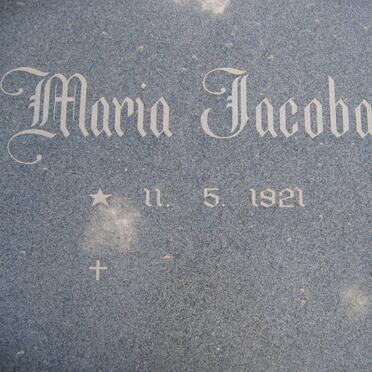 Maria Jacoba
★ 11. 5. 1921
✝